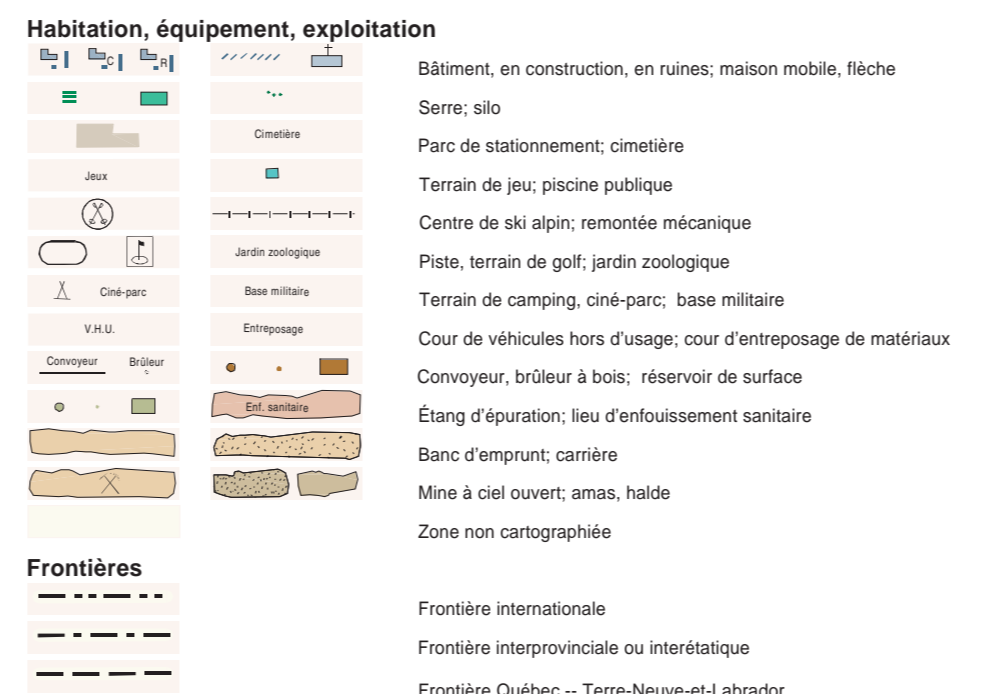 Habitation, équipement, exploitation
C R Bâtiment, en construction, en ruines; maison mobile, flèche
Serre; silo
Cimetière Parc de stationnement; cimetière
Jeux Terrain de jeu; piscine publique
Centre de ski alpin; remontée mécanique
Jardin zoologique Piste, terrain de golf; jardin zoologique
Ciné-parc Base militaire Terrain de camping, ciné-parc; base militaire
V.H.U. Entreposage Cour de véhicules hors d'usage; cour d'entreposage de matériaux
Convoyeur Brûleur Convoyeur, brûleur à bois; réservoir de surface
Enf. sanitaire Étang d'épuration; lieu d'enfouissement sanitaire
Banc d'emprunt; carrière
Mine à ciel ouvert; amas, halde
Zone non cartographiée
Frontières
Frontière internationale
Frontière interprovinciale ou interétatique
Frontière Québec -- Terre-Neuve-et-Labrador